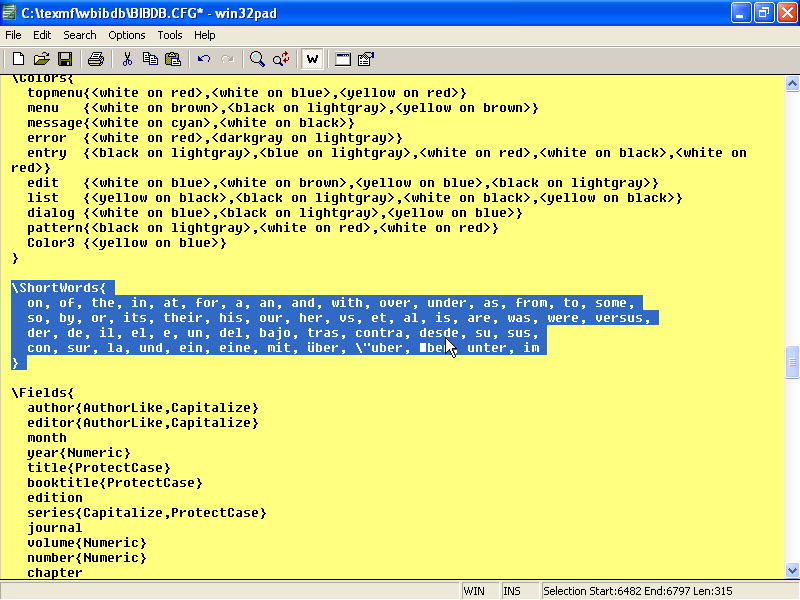 C:\texmf\wbibdb\BIBDB.CFG* - win32pad
File Edit Search Options Tools Help
W
\Colors{
topmenu{<white on red>,<white on blue>,<yellow on red>}
menu {<white on brown>,<black on lightgray>,<yellow on brown>}
message{<white on cyan>,<white on black>}
error {<white on red>,<darkgray on lightgray>}
entry {<black on lightgray>,<blue on lightgray>,<white on red>,<white on black>,<white on
red>}
edit {<white on blue>,<white on brown>,<yellow on blue>,<black on lightgray>}
list {<yellow on black>,<black on lightgray>,<white on black>,<yellow on black>}
dialog {<white on blue>,<black on lightgray>,<yellow on blue>}
pattern{<black on lightgray>,<white on red>,<white on red>}
Color3 {<yellow on blue>}
}
\ShortWords{
on, of, the, in, at, for, a, an, and, with, over, under, as, from, to, some,
so, by, or, its, their, his, our, her, vs, et, al, is, are, was, were, versus,
der, de, il, el, e, un, del, bajo, tras, contra, desde, su, sus,
con, sur, la, und, ein, eine, mit, über, \"uber, unter, im
}
\Fields{
author{AuthorLike,Capitalize}
editor{AuthorLike,Capitalize}
month
year{Numeric}
title{ProtectCase}
booktitle{ProtectCase}
edition
series{Capitalize,ProtectCase}
journal
volume{Numeric}
number{Numeric}
chapter
WIN INS Selection Start:6482 End:6797 Len:315